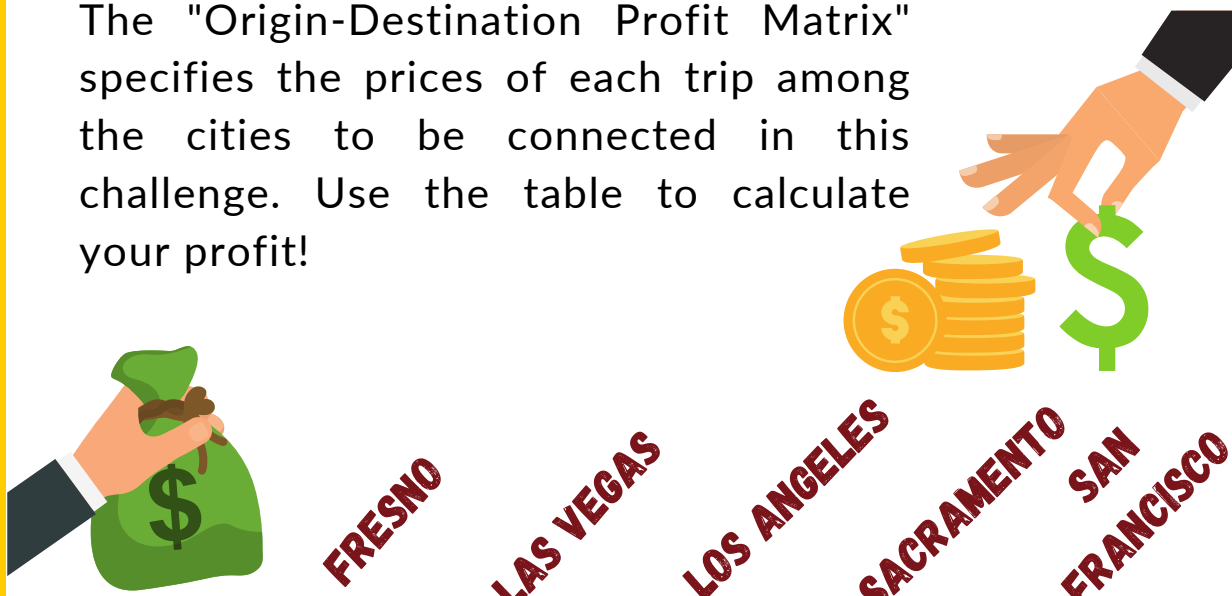 The "Origin-Destination Profit Matrix"
specifies the prices of each trip among
the cities to be connected in this
challenge. Use the table to calculate
your profit!
$
$
$
FRESNO
LAS VEGAS
LOS ANGELES
SACRAMENTO
SAN
FRANCISCO